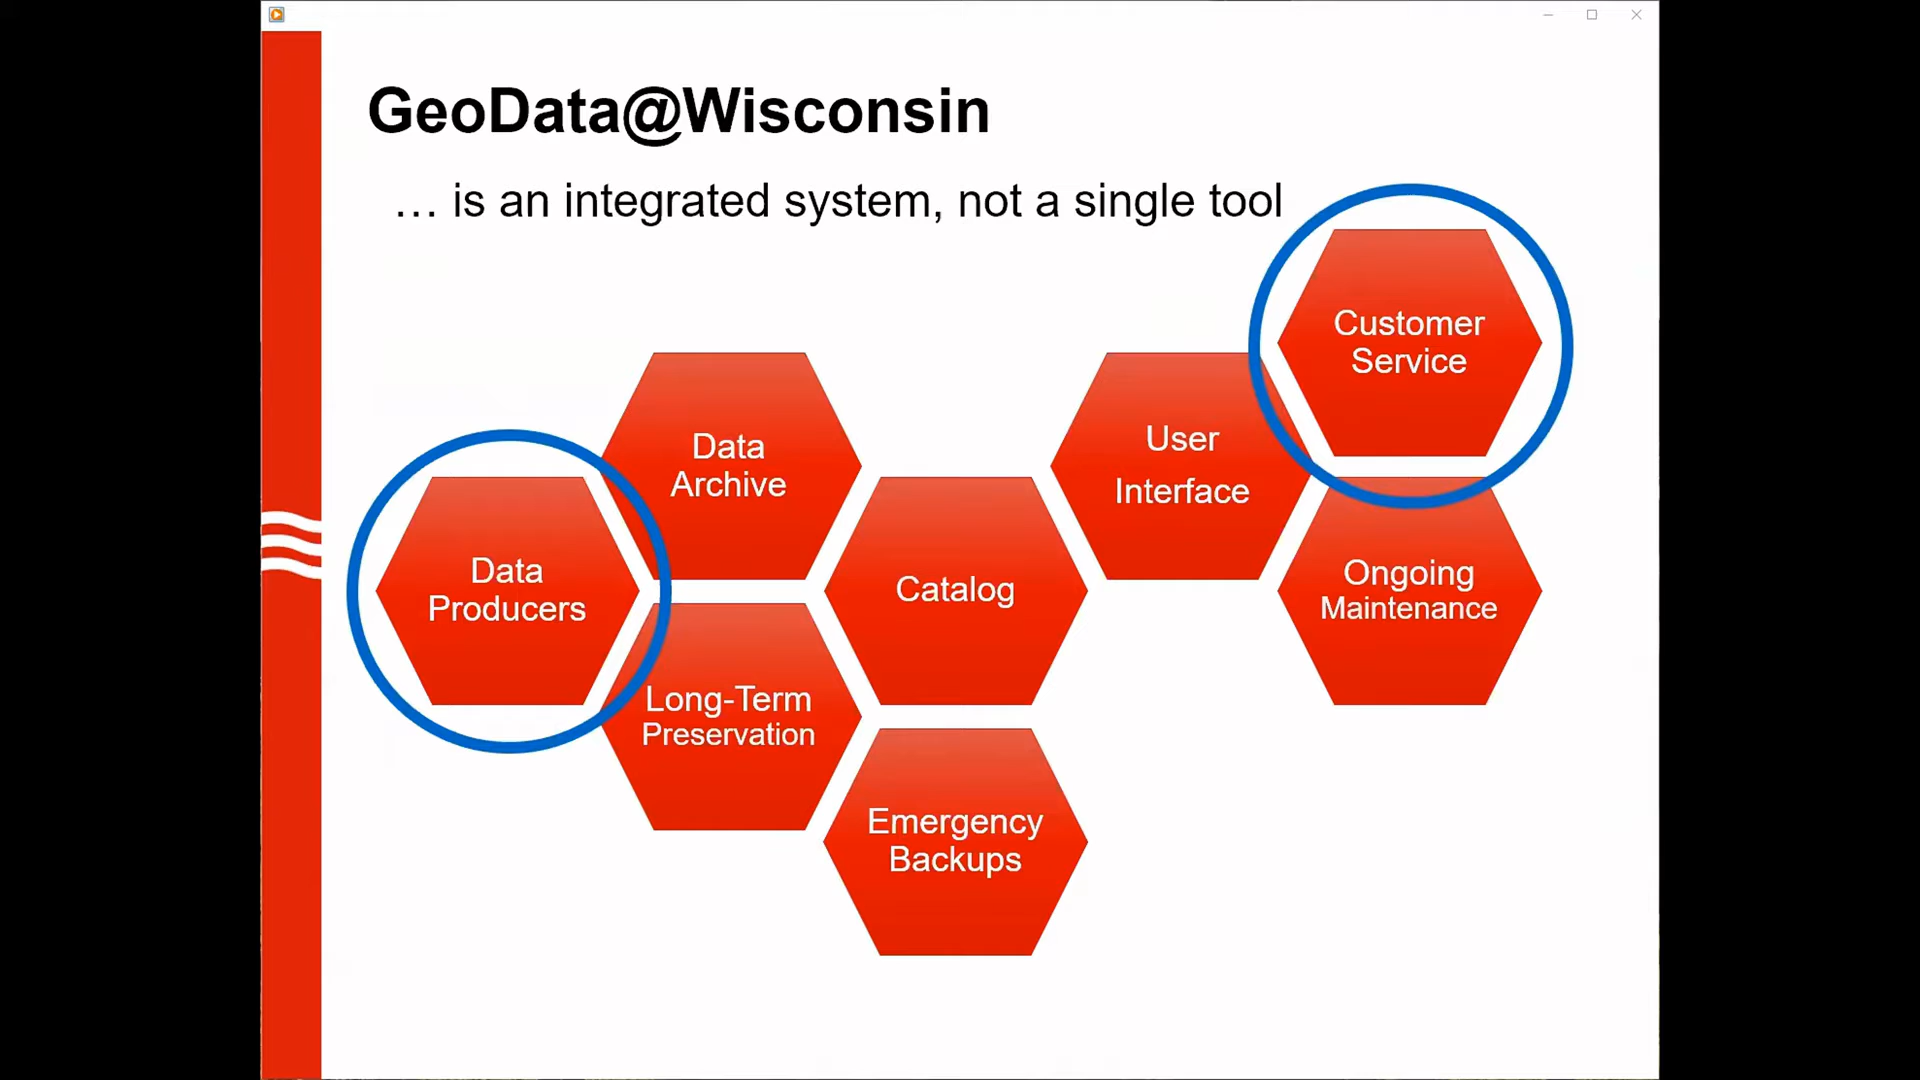 GeoData@Wisconsin
… is an integrated system, not a single tool
Customer
Service
Data
Archive
User
Interface
Data
Producers
Catalog
Ongoing
Maintenance
Long-Term
Preservation
Emergency
Backups